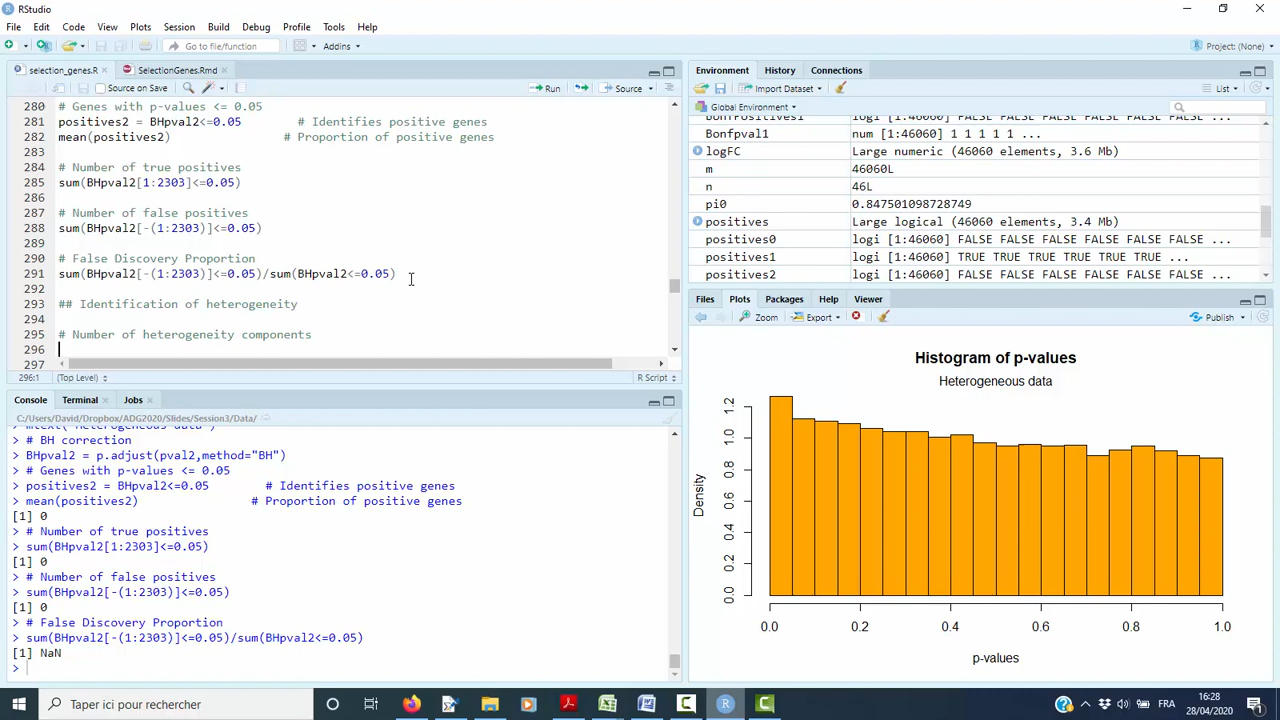 RStudio
File Edit Code View Plots Session Build Debug Profile Tools Help
Go to file/function Addins Project: (None)
selection_genes.R SelectionGenes.Rmd
Source on Save Run Source
280 # Genes with p-values <= 0.05
281 positives2 = BHpval2<=0.05 # Identifies positive genes
282 mean(positives2) # Proportion of positive genes
283
284 # Number of true positives
285 sum(BHpval2[1:2303]<=0.05)
286
287 # Number of false positives
288 sum(BHpval2[-(1:2303)]<=0.05)
289
290 # False Discovery Proportion
291 sum(BHpval2[-(1:2303)]<=0.05)/sum(BHpval2<=0.05)
292
293 ## Identification of heterogeneity
294
295 # Number of heterogeneity components
296
297
296:1 (Top Level) R Script
Console Terminal Jobs
C:/Users/David/Dropbox/ADG2020/Slides/Session3/Data/
mtext("Heterogeneous data")
> # BH correction
> BHpval2 = p.adjust(pval2,method="BH")
> # Genes with p-values <= 0.05
> positives2 = BHpval2<=0.05 # Identifies positive genes
> mean(positives2) # Proportion of positive genes
[1] 0
> # Number of true positives
> sum(BHpval2[1:2303]<=0.05)
[1] 0
> # Number of false positives
> sum(BHpval2[-(1:2303)]<=0.05)
[1] 0
> # False Discovery Proportion
> sum(BHpval2[-(1:2303)]<=0.05)/sum(BHpval2<=0.05)
[1] NaN
>
Environment History Connections
Import Dataset List
Global Environment
BonfPositives1 logi [1:46060] FALSE FALSE FALSE FALSE FALSE ...
Bonfpval1 num [1:46060] 1 1 1 1 1 ...
logFC Large numeric (46060 elements, 3.6 Mb)
m 46060L
n 46L
pi0 0.847501098728749
positives Large logical (46060 elements, 3.4 Mb)
positives0 logi [1:46060] FALSE FALSE FALSE FALSE FALSE ...
positives1 logi [1:46060] TRUE TRUE TRUE TRUE TRUE ...
positives2 logi [1:46060] FALSE FALSE FALSE FALSE FALSE ...
Files Plots Packages Help Viewer
Zoom Export Publish
Histogram of p-values
Heterogeneous data
Density
0.0 0.2 0.4 0.6 0.8 1.0 1.2
0.0 0.2 0.4 0.6 0.8 1.0
p-values
Taper ici pour rechercher
FRA
16:28
28/04/2020